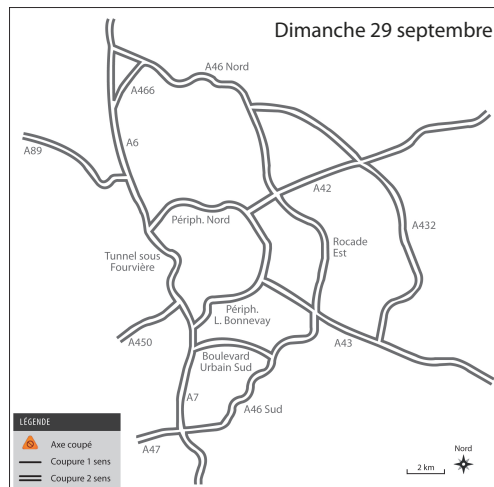 Dimanche 29 septembre
A46 Nord
A466
A6
A89
A42
Périph. Nord
A432
Rocade
Est
Tunnel sous
Fourvière
Périph.
L. Bonnevay
A450
A43
Boulevard
Urbain Sud
A7
A46 Sud
A47
LÉGENDE
Axe coupé
Coupure 1 sens
Coupure 2 sens
2 km
Nord